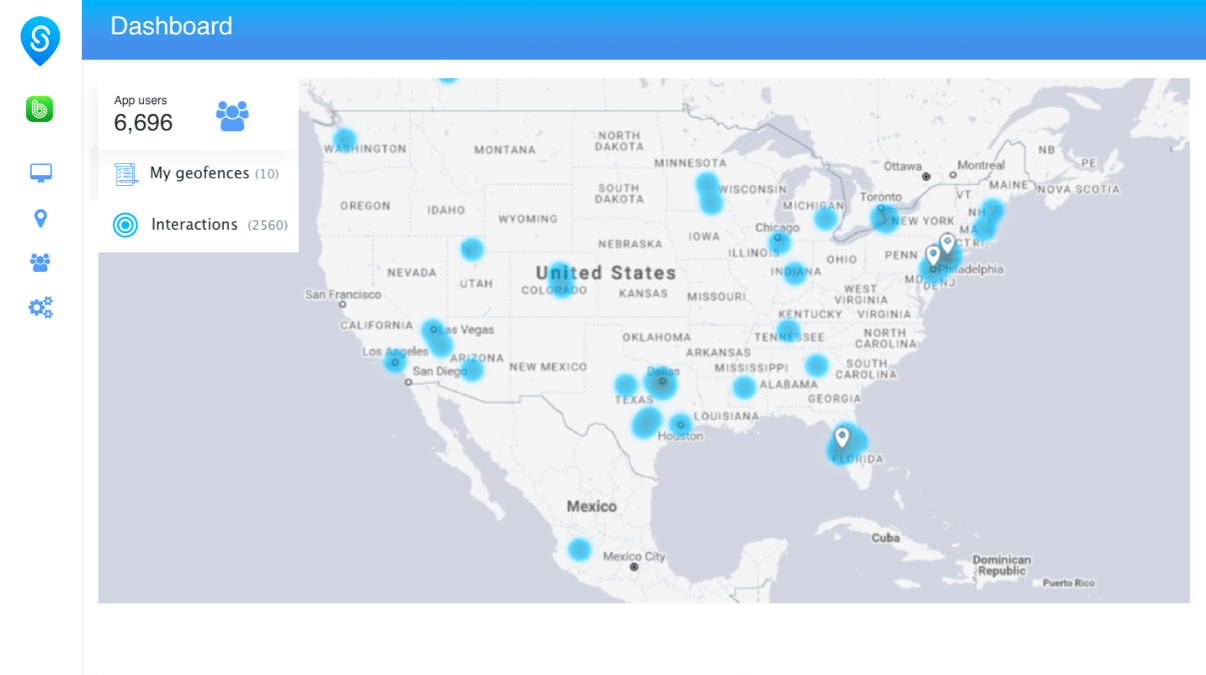 Dashboard
App users
6,696
My geofences (10)
Interactions (2560)
WASHINGTON
MONTANA
NORTH
DAKOTA
MINNESOTA
Ottawa
Montreal
NB
PE
SOUTH
DAKOTA
WISCONSIN
MICHIGAN
Toronto
VT
MAINE
NOVA SCOTIA
OREGON
IDAHO
WYOMING
NH
NEW YORK
MA
CT RI
Chicago
IOWA
NEBRASKA
ILLINOIS
INDIANA
OHIO
PENN
Philadelphia
MD
DE
NJ
NEVADA
UTAH
COLORADO
United States
KANSAS
MISSOURI
WEST
VIRGINIA
KENTUCKY
VIRGINIA
San Francisco
CALIFORNIA
Las Vegas
OKLAHOMA
TENNESSEE
NORTH
CAROLINA
Los Angeles
ARIZONA
NEW MEXICO
ARKANSAS
MISSISSIPPI
SOUTH
CAROLINA
San Diego
Dallas
TEXAS
ALABAMA
GEORGIA
LOUISIANA
Houston
FLORIDA
Mexico
Mexico City
Cuba
Dominican
Republic
Puerto Rico